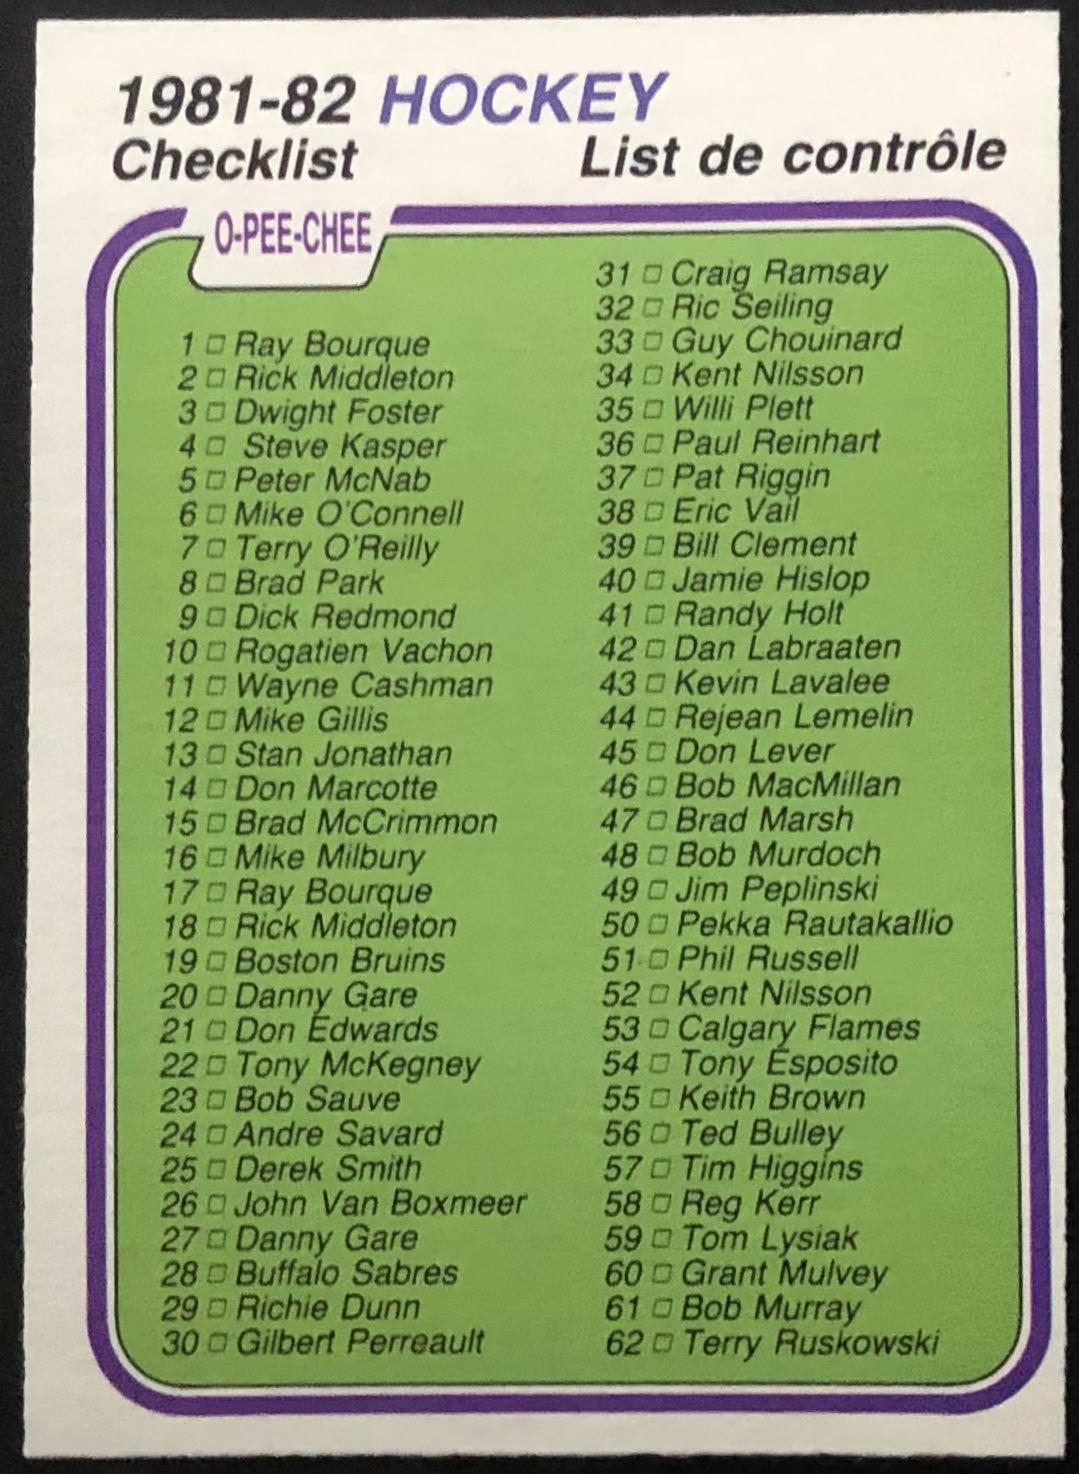 1981-82 HOCKEY
Checklist List de contrôle
O-PEE-CHEE
1 □ Ray Bourque
2 □ Rick Middleton
3 □ Dwight Foster
4 □ Steve Kasper
5 □ Peter McNab
6 □ Mike O'Connell
7 □ Terry O'Reilly
8 □ Brad Park
9 □ Dick Redmond
10 □ Rogatien Vachon
11 □ Wayne Cashman
12 □ Mike Gillis
13 □ Stan Jonathan
14 □ Don Marcotte
15 □ Brad McCrimmon
16 □ Mike Milbury
17 □ Ray Bourque
18 □ Rick Middleton
19 □ Boston Bruins
20 □ Danny Gare
21 □ Don Edwards
22 □ Tony McKegney
23 □ Bob Sauve
24 □ Andre Savard
25 □ Derek Smith
26 □ John Van Boxmeer
27 □ Danny Gare
28 □ Buffalo Sabres
29 □ Richie Dunn
30 □ Gilbert Perreault
31 □ Craig Ramsay
32 □ Ric Seiling
33 □ Guy Chouinard
34 □ Kent Nilsson
35 □ Willi Plett
36 □ Paul Reinhart
37 □ Pat Riggin
38 □ Eric Vail
39 □ Bill Clement
40 □ Jamie Hislop
41 □ Randy Holt
42 □ Dan Labraaten
43 □ Kevin Lavalee
44 □ Rejean Lemelin
45 □ Don Lever
46 □ Bob MacMillan
47 □ Brad Marsh
48 □ Bob Murdoch
49 □ Jim Peplinski
50 □ Pekka Rautakallio
51 □ Phil Russell
52 □ Kent Nilsson
53 □ Calgary Flames
54 □ Tony Esposito
55 □ Keith Brown
56 □ Ted Bulley
57 □ Tim Higgins
58 □ Reg Kerr
59 □ Tom Lysiak
60 □ Grant Mulvey
61 □ Bob Murray
62 □ Terry Ruskowski